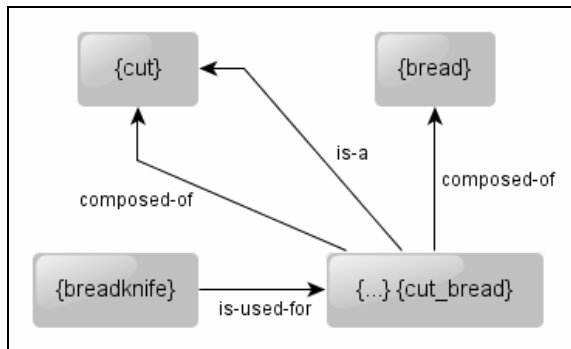 {cut}
{bread}
is-a
composed-of
composed-of
{breadknife}
{...} {cut_bread}
is-used-for